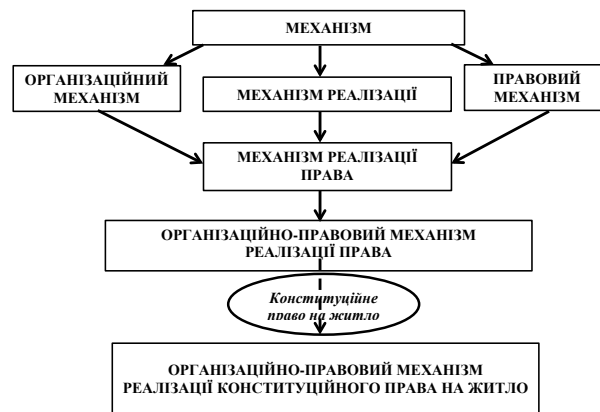 МЕХАНІЗМ
ОРГАНІЗАЦІЙНИЙ
МЕХАНІЗМ
МЕХАНІЗМ РЕАЛІЗАЦІЇ
ПРАВОВИЙ
МЕХАНІЗМ
МЕХАНІЗМ РЕАЛІЗАЦІЇ
ПРАВА
ОРГАНІЗАЦІЙНО-ПРАВОВИЙ МЕХАНІЗМ
РЕАЛІЗАЦІЇ ПРАВА
Конституційне
право на житло
ОРГАНІЗАЦІЙНО-ПРАВОВИЙ МЕХАНІЗМ
РЕАЛІЗАЦІЇ КОНСТИТУЦІЙНОГО ПРАВА НА ЖИТЛО